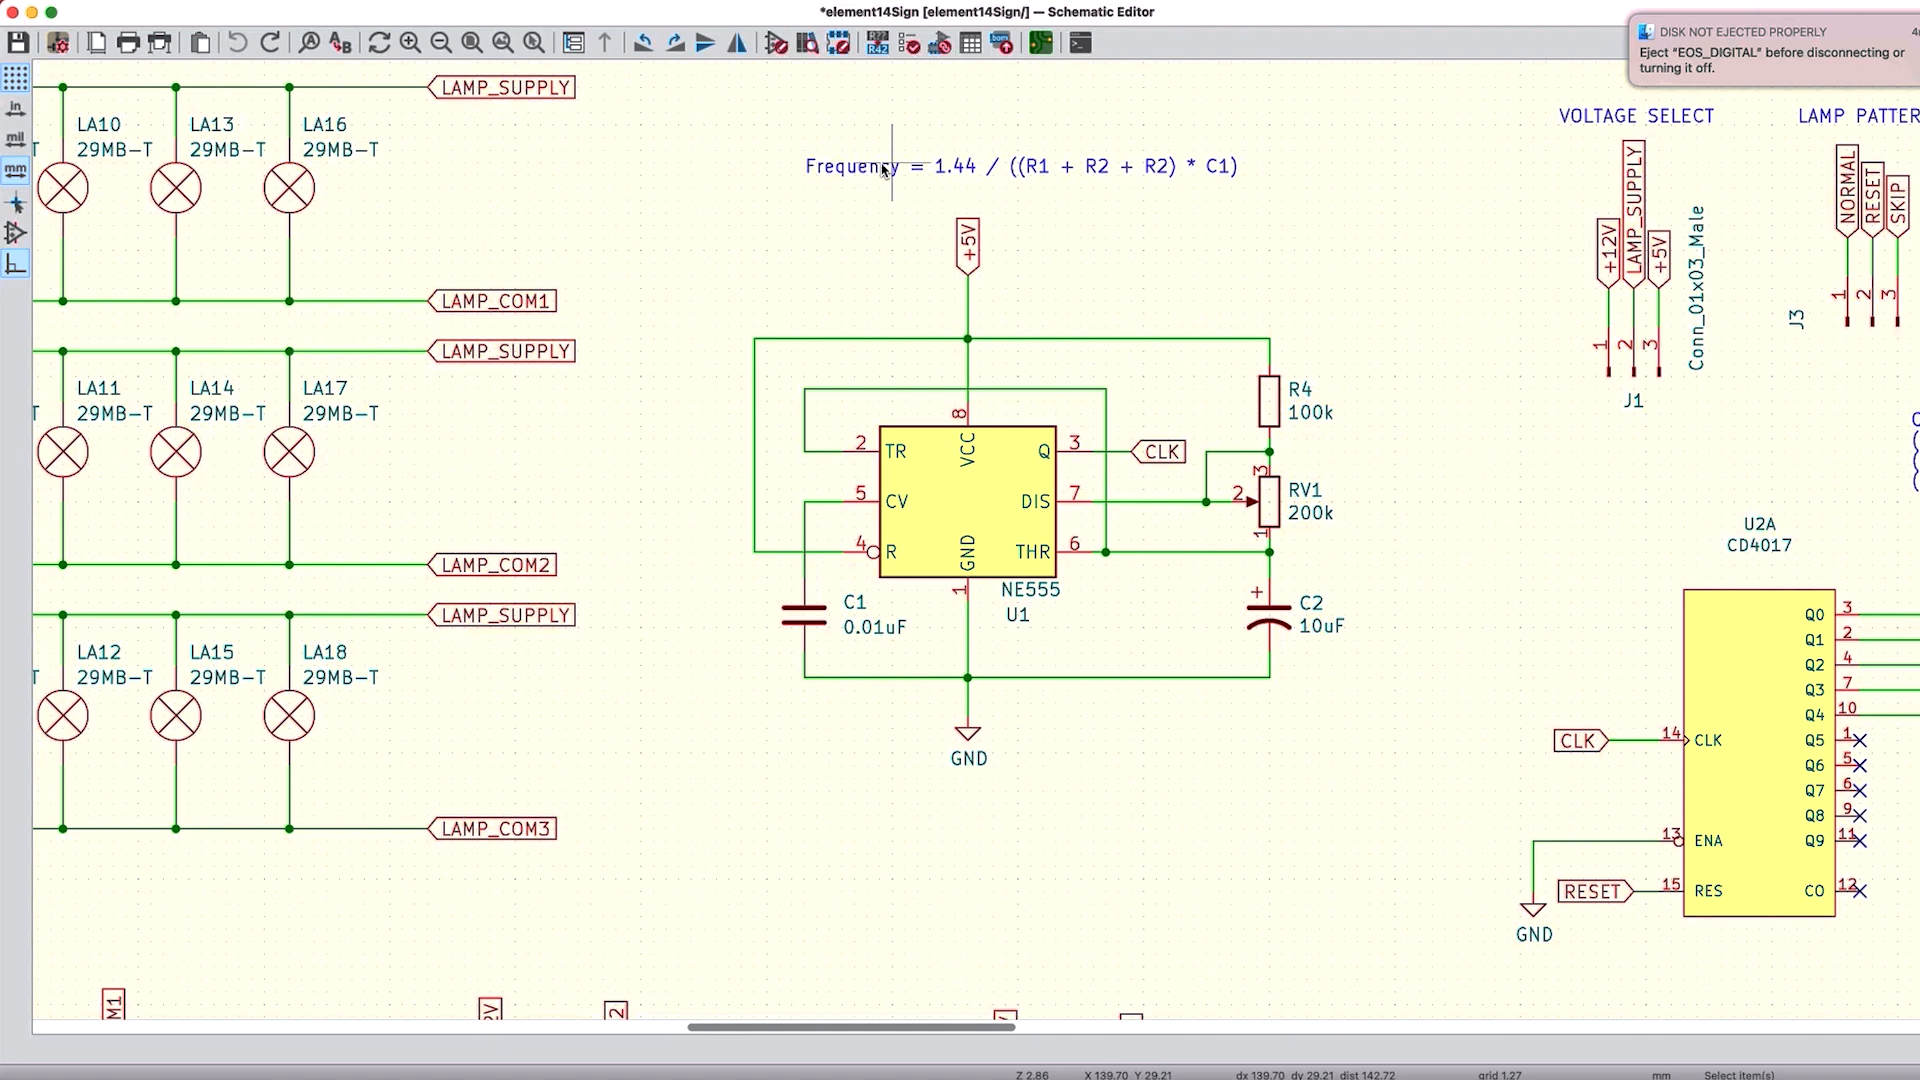 *element14Sign [element14Sign/] — Schematic Editor
DISK NOT EJECTED PROPERLY
Eject "EOS_DIGITAL" before disconnecting or
turning it off.
in
mil
mm
LAMP_SUPPLY
LA10
29MB-T
LA13
29MB-T
LA16
29MB-T
LAMP_COM1
LAMP_SUPPLY
LA11
29MB-T
LA14
29MB-T
LA17
29MB-T
LAMP_COM2
LAMP_SUPPLY
LA12
29MB-T
LA15
29MB-T
LA18
29MB-T
LAMP_COM3
Frequency = 1.44 / ((R1 + R2 + R2) * C1)
+5V
8
VCC
2
TR
5
CV
4
R
GND
1
Q
3
CLK
DIS
7
THR
6
NE555
U1
R4
100k
3
2
RV1
200k
1
C1
0.01uF
+
C2
10uF
GND
VOLTAGE SELECT
+12V
LAMP_SUPPLY
+5V
1
2
3
Conn_01x03_Male
J1
LAMP PATTER
NORMAL
RESET
SKIP
1
2
3
J3
U2A
CD4017
CLK
14
CLK
13
ENA
RESET
15
RES
GND
Q0
3
Q1
2
Q2
4
Q3
7
Q4
10
Q5
1
Q6
5
Q7
6
Q8
9
Q9
11
CO
12
M1
2
Z 2.86
X 139.70 Y 29.21
dx 139.70 dy 29.21 dist 142.72
grid 1.27
mm
Select item(s)